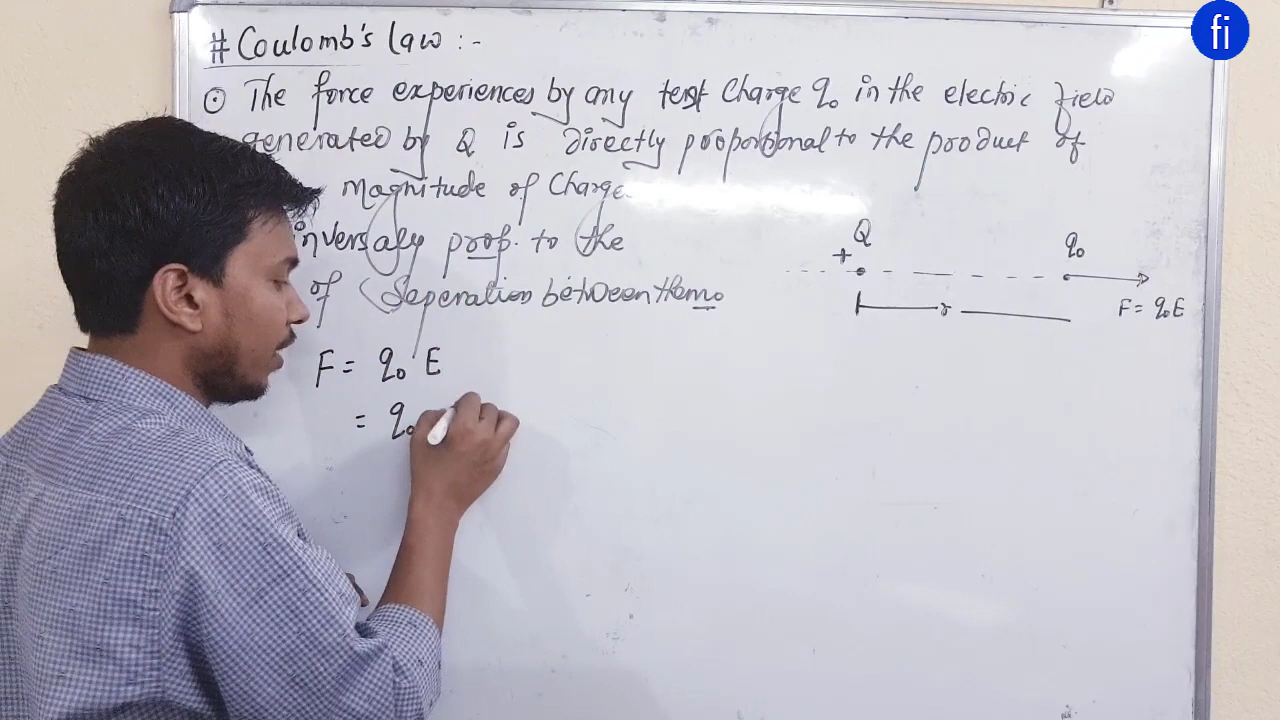 fi
# Coulomb's law :-
⊙ The force experiences by any test Charge q₀ in the electric field
generated by Q is directly proportional to the product of
Magnitude of Charge.
inversaly prop. to the
of Seperation between them
+ Q
q₀
r
F = q₀E
F = q₀ E
= q₀